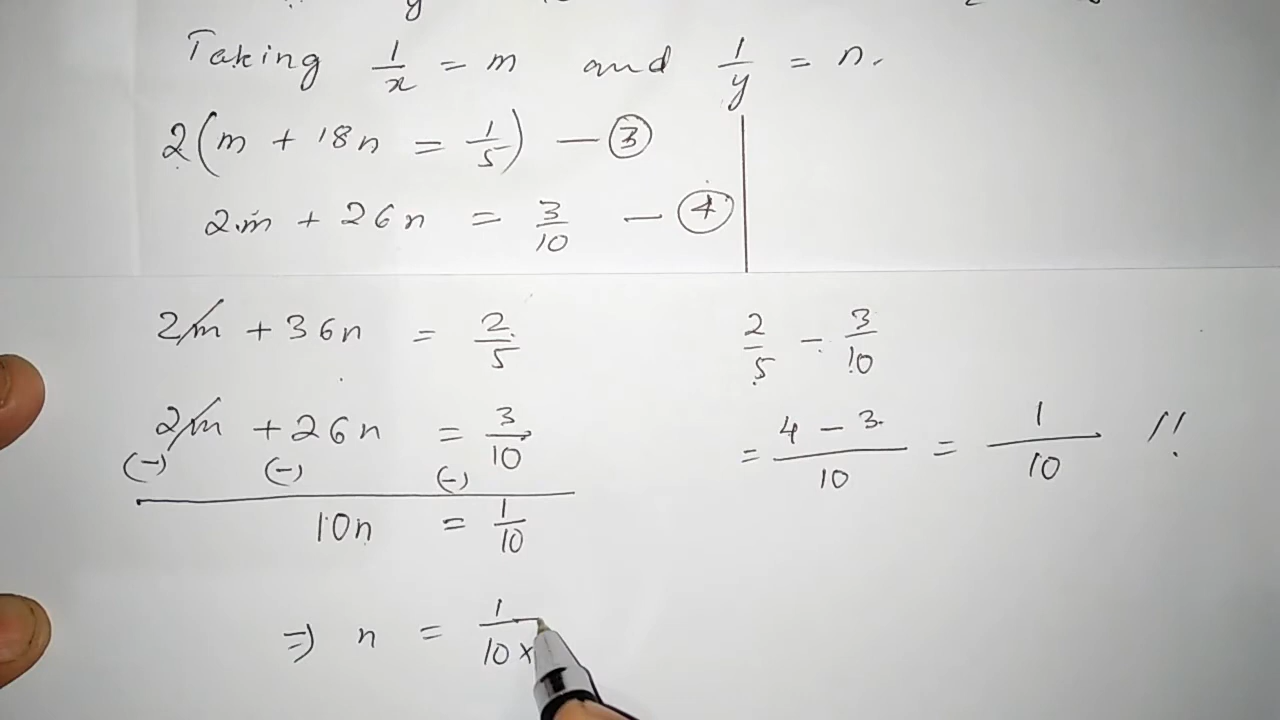 y
Taking 1/x = m and 1/y = n.
2(m + 18n = 1/5) — ③
2m + 26n = 3/10 — ④
2m + 36n = 2/5
2m + 26n = 3/10
(-) (-) (-)
10n = 1/10
⇒ n = 1/10×
2/5 - 3/10
= 4 - 3/10 = 1/10 !!